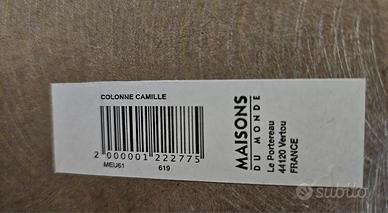 COLONNE CAMILLE
2 000001 222775
MEU61 619
MAISONS
DU MONDE
Le Portereau
44120 Vertou
FRANCE
subito